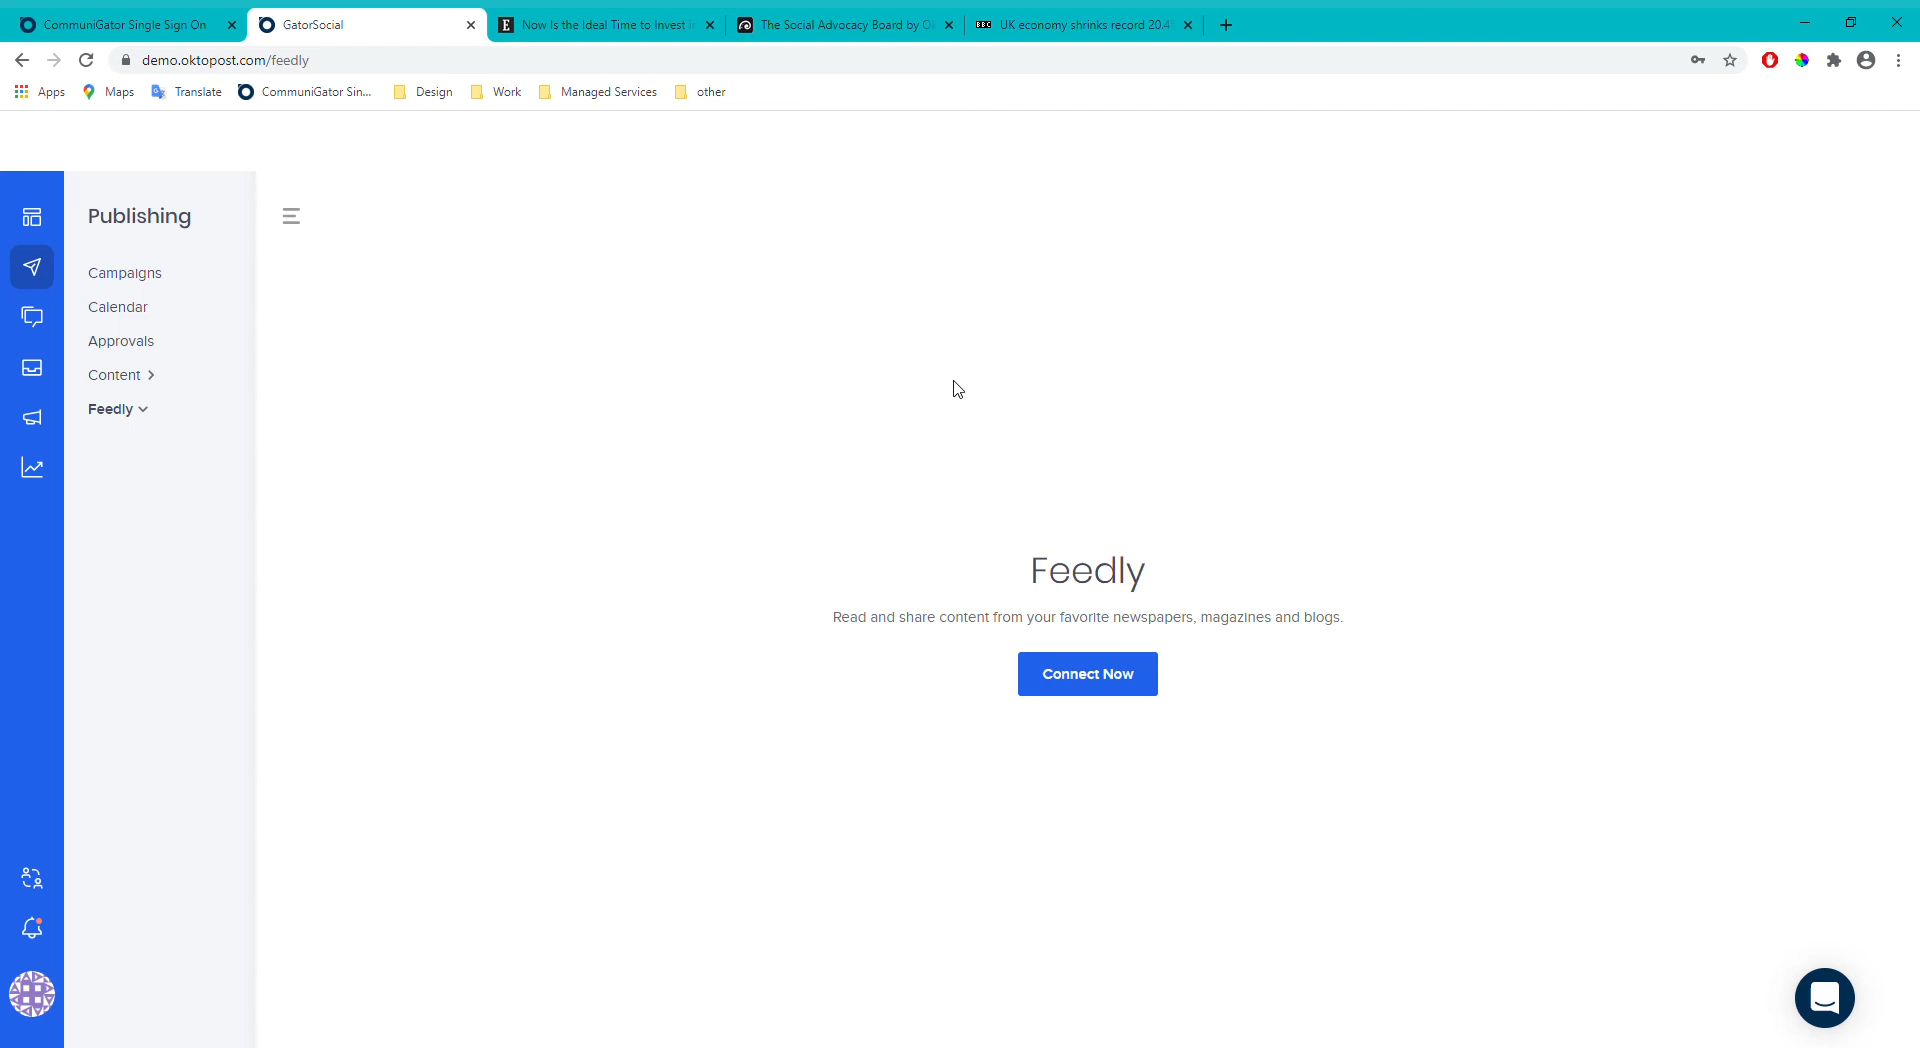 CommuniGator Single Sign On
GatorSocial
Now Is the Ideal Time to Invest
The Social Advocacy Board by
UK economy shrinks record 20.4
demo.oktopost.com/feedly
Apps
Maps
Translate
CommuniGator Sin...
Design
Work
Managed Services
other
Publishing
Campaigns
Calendar
Approvals
Content
Feedly
Feedly
Read and share content from your favorite newspapers, magazines and blogs.
Connect Now